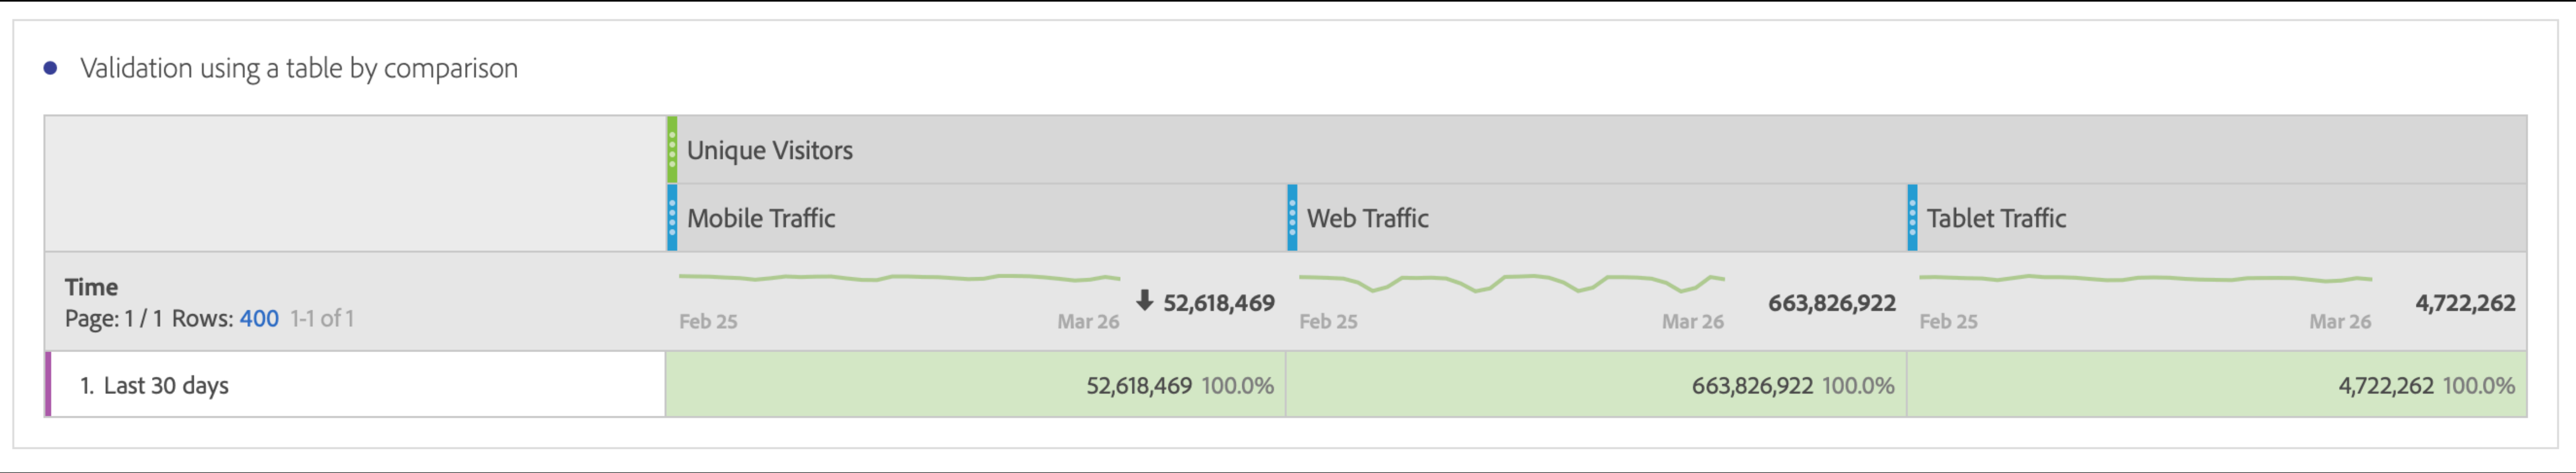 Validation using a table by comparison
Unique Visitors
Mobile Traffic
Web Traffic
Tablet Traffic
Time
Page: 1 / 1 Rows: 400 1-1 of 1
Feb 25
Mar 26
52,618,469
Feb 25
Mar 26
663,826,922
Feb 25
Mar 26
4,722,262
1. Last 30 days
52,618,469 100.0%
663,826,922 100.0%
4,722,262 100.0%